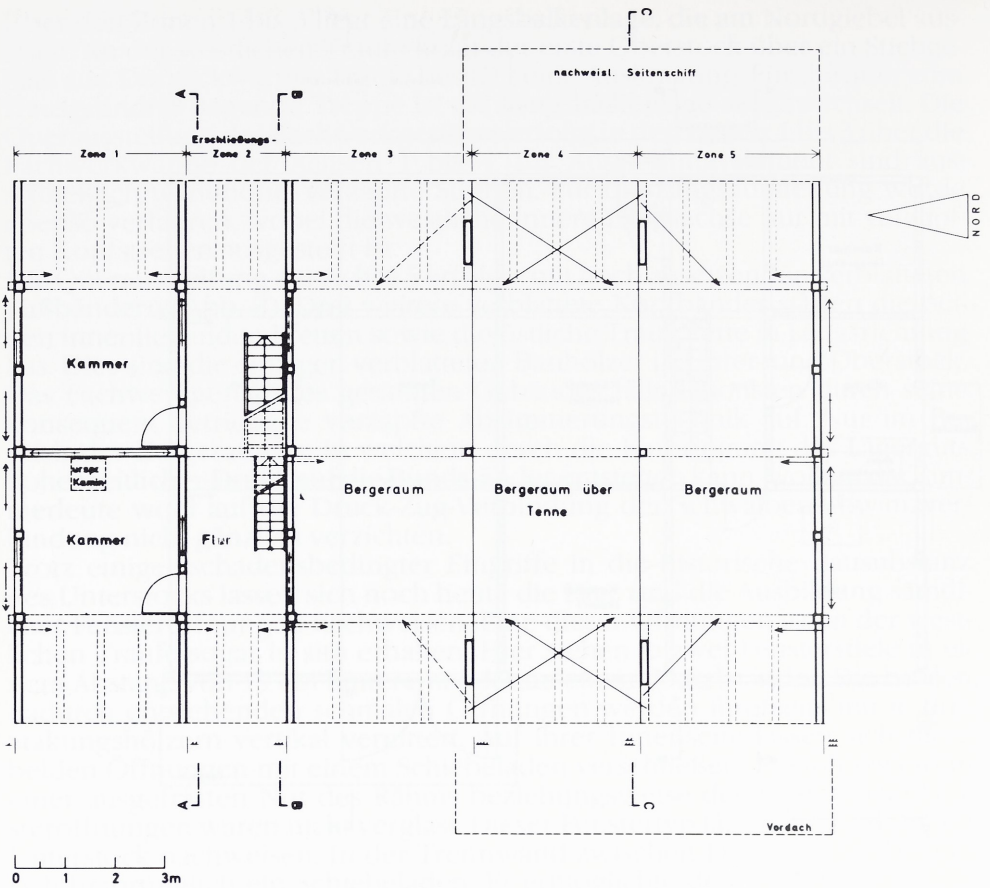 C
nachweisl. Seitenschiff
A
B
Erschließungs-
Zone 1
Zone 2
Zone 3
Zone 4
Zone 5
NORD
Kammer
urspr.
Kamin
Bergeraum
Bergeraum über
Tenne
Bergeraum
Kammer
Flur
A
B
C
Vordach
0 1 2 3m